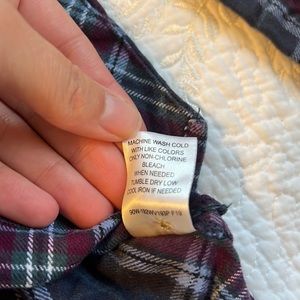 MACHINE WASH COLD
WITH LIKE COLORS
ONLY NON-CHLORINE
BLEACH
WHEN NEEDED
TUMBLE DRY LOW
COOL IRON IF NEEDED